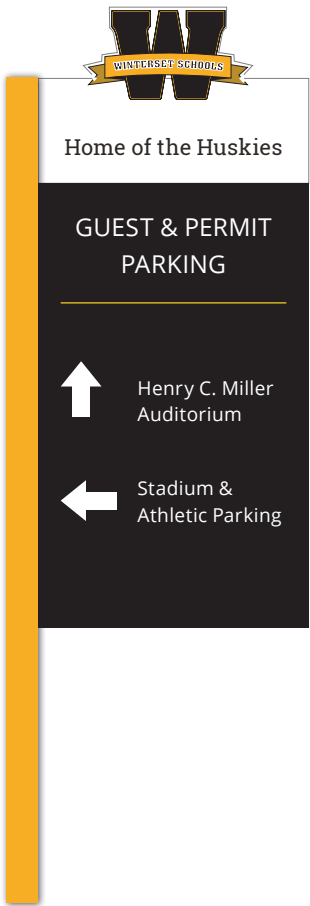 W
WINTERSET SCHOOLS
Home of the Huskies
GUEST & PERMIT
PARKING
Henry C. Miller
Auditorium
Stadium &
Athletic Parking